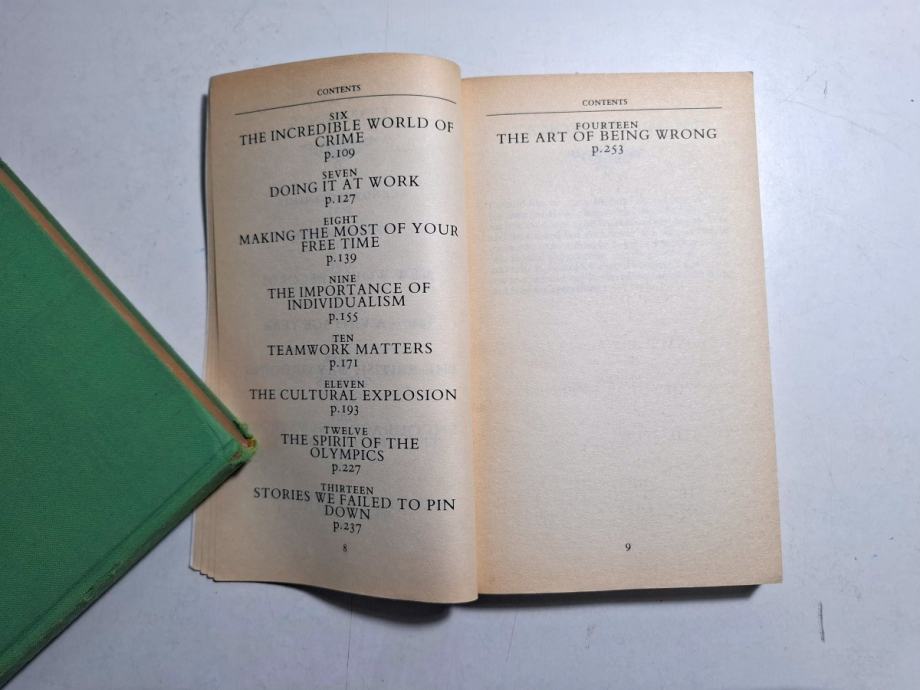 CONTENTS
SIX
THE INCREDIBLE WORLD OF
CRIME
p.109
SEVEN
DOING IT AT WORK
p.127
EIGHT
MAKING THE MOST OF YOUR
FREE TIME
p.139
NINE
THE IMPORTANCE OF
INDIVIDUALISM
p.155
TEN
TEAMWORK MATTERS
p.171
ELEVEN
THE CULTURAL EXPLOSION
p.193
TWELVE
THE SPIRIT OF THE
OLYMPICS
p.227
THIRTEEN
STORIES WE FAILED TO PIN
DOWN
p.237
8
CONTENTS
FOURTEEN
THE ART OF BEING WRONG
p.253
9